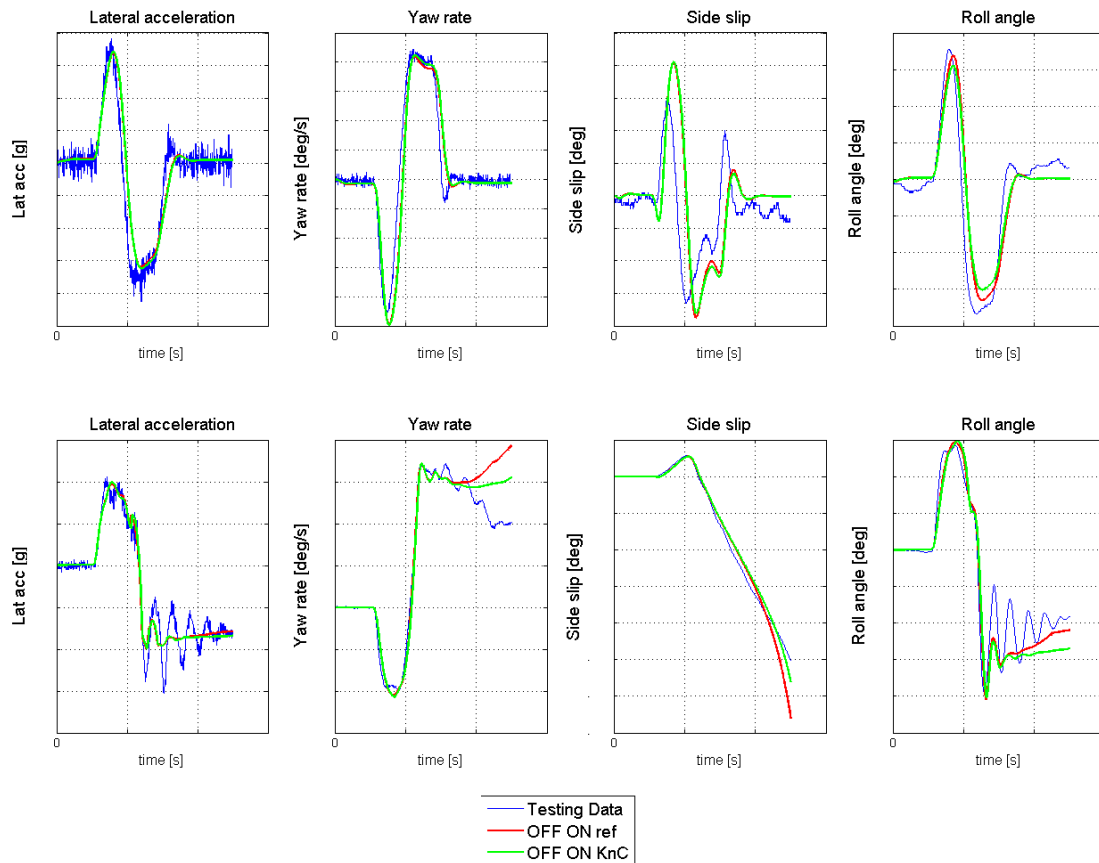 Lateral acceleration
Yaw rate
Side slip
Roll angle
Lat acc [g]
Yaw rate [deg/s]
Side slip [deg]
Roll angle [deg]
0
0
0
0
time [s]
time [s]
time [s]
time [s]
Lateral acceleration
Yaw rate
Side slip
Roll angle
Lat acc [g]
Yaw rate [deg/s]
Side slip [deg]
Roll angle [deg]
0
0
0
0
time [s]
time [s]
time [s]
time [s]
Testing Data
OFF ON ref
OFF ON KnC